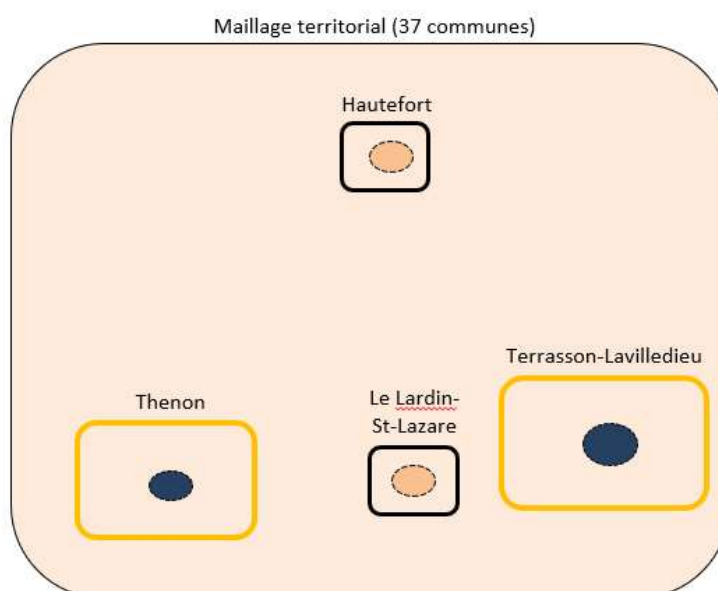 Maillage territorial (37 communes)
Hautefort
Terrasson-Lavilledieu
Thenon
Le Lardin-
St-Lazare